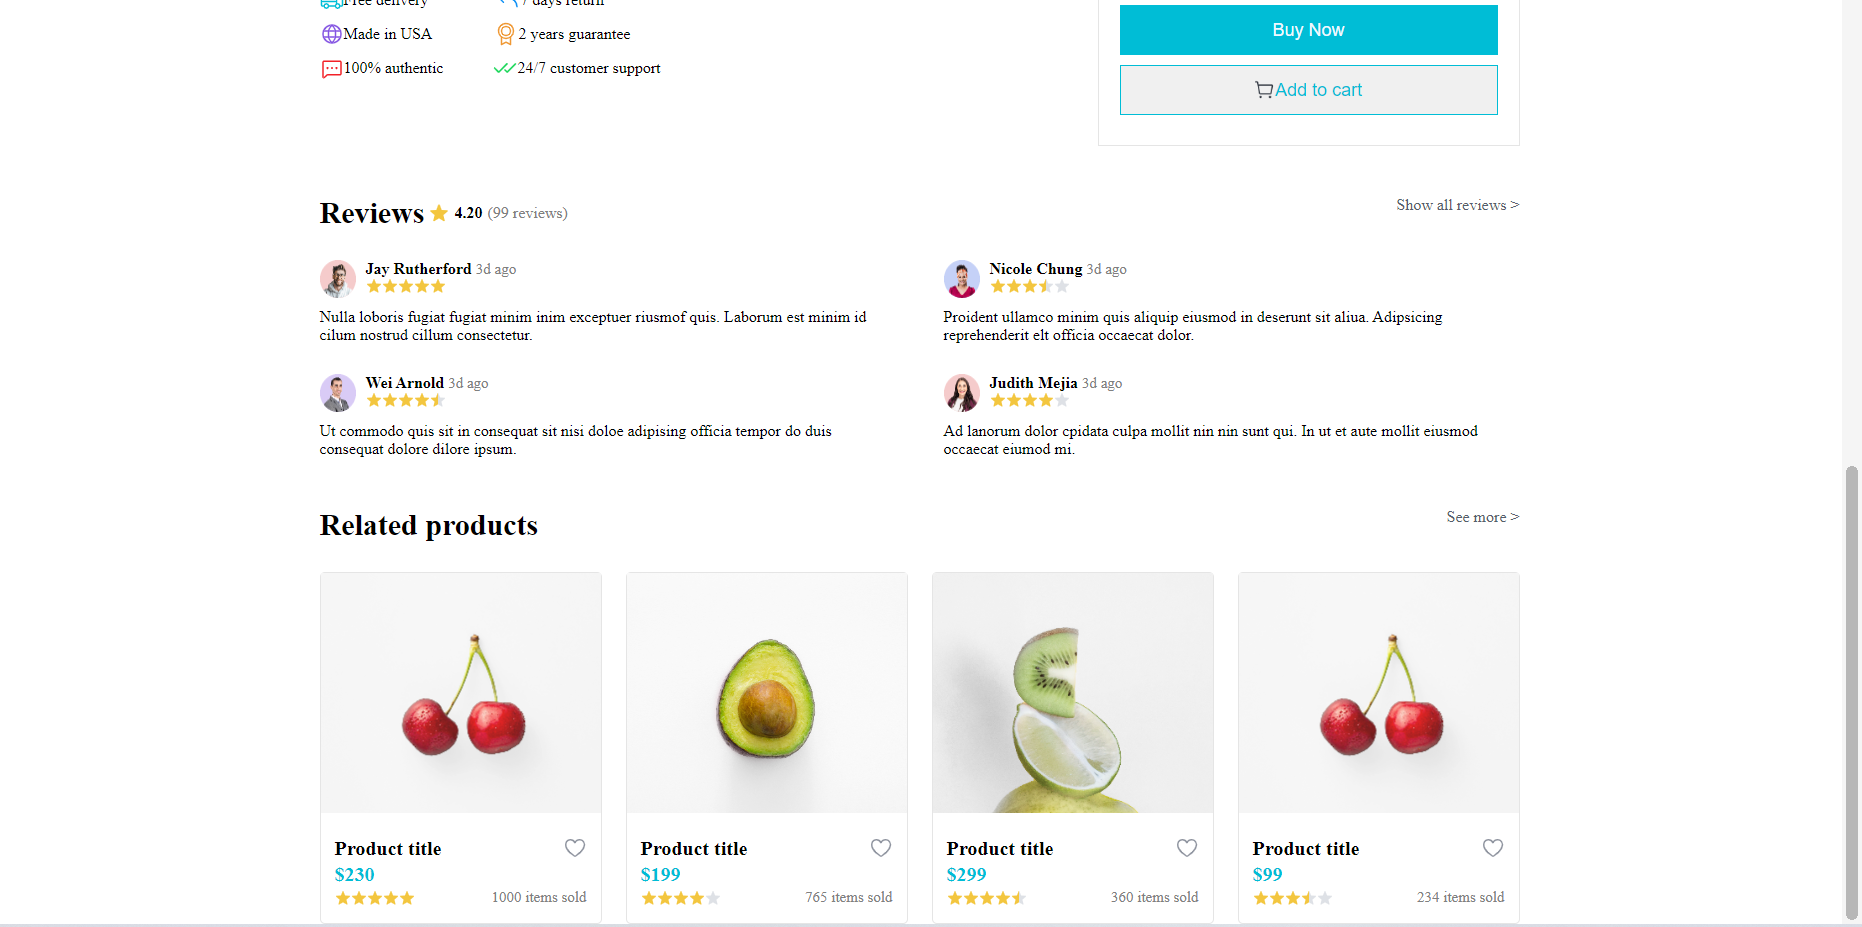 Free delivery
7 days return
Made in USA
2 years guarantee
100% authentic
24/7 customer support
Buy Now
Add to cart
Reviews 4.20 (99 reviews)
Show all reviews >
Jay Rutherford 3d ago
Nulla loboris fugiat fugiat minim inim exceptuer riusmof quis. Laborum est minim id
cilum nostrud cillum consectetur.
Nicole Chung 3d ago
Proident ullamco minim quis aliquip eiusmod in deserunt sit aliua. Adipsicing
reprehenderit elt officia occaecat dolor.
Wei Arnold 3d ago
Ut commodo quis sit in consequat sit nisi doloe adipising officia tempor do duis
consequat dolore dilore ipsum.
Judith Mejia 3d ago
Ad lanorum dolor cpidata culpa mollit nin nin sunt qui. In ut et aute mollit eiusmod
occaecat eiumod mi.
Related products
See more >
Product title
$230
1000 items sold
Product title
$199
765 items sold
Product title
$299
360 items sold
Product title
$99
234 items sold